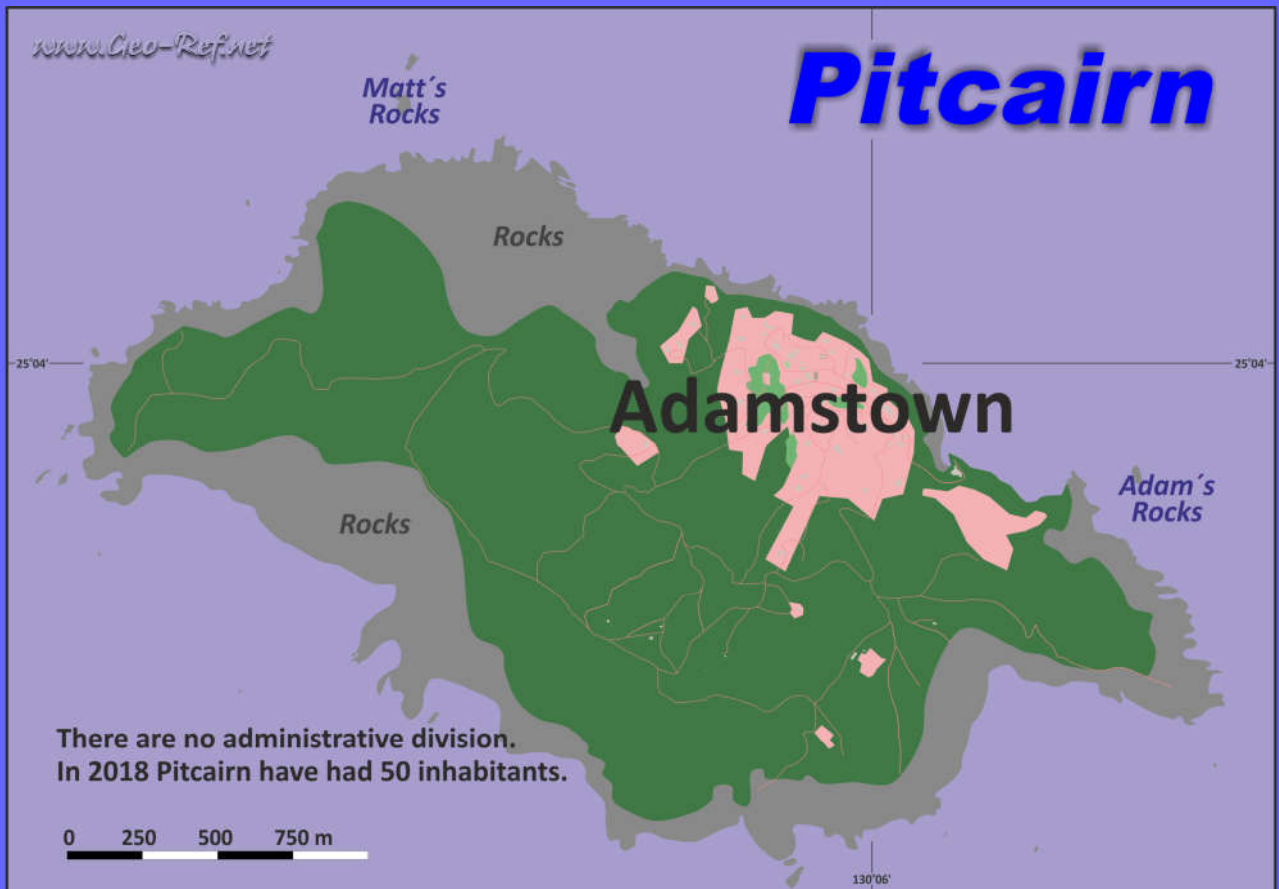 www.Geo-Ref.net
Pitcairn
Matt´s
Rocks
Rocks
25°04'
25°04'
Adamstown
Adam´s
Rocks
Rocks
There are no administrative division.
In 2018 Pitcairn have had 50 inhabitants.
0 250 500 750 m
130°06'